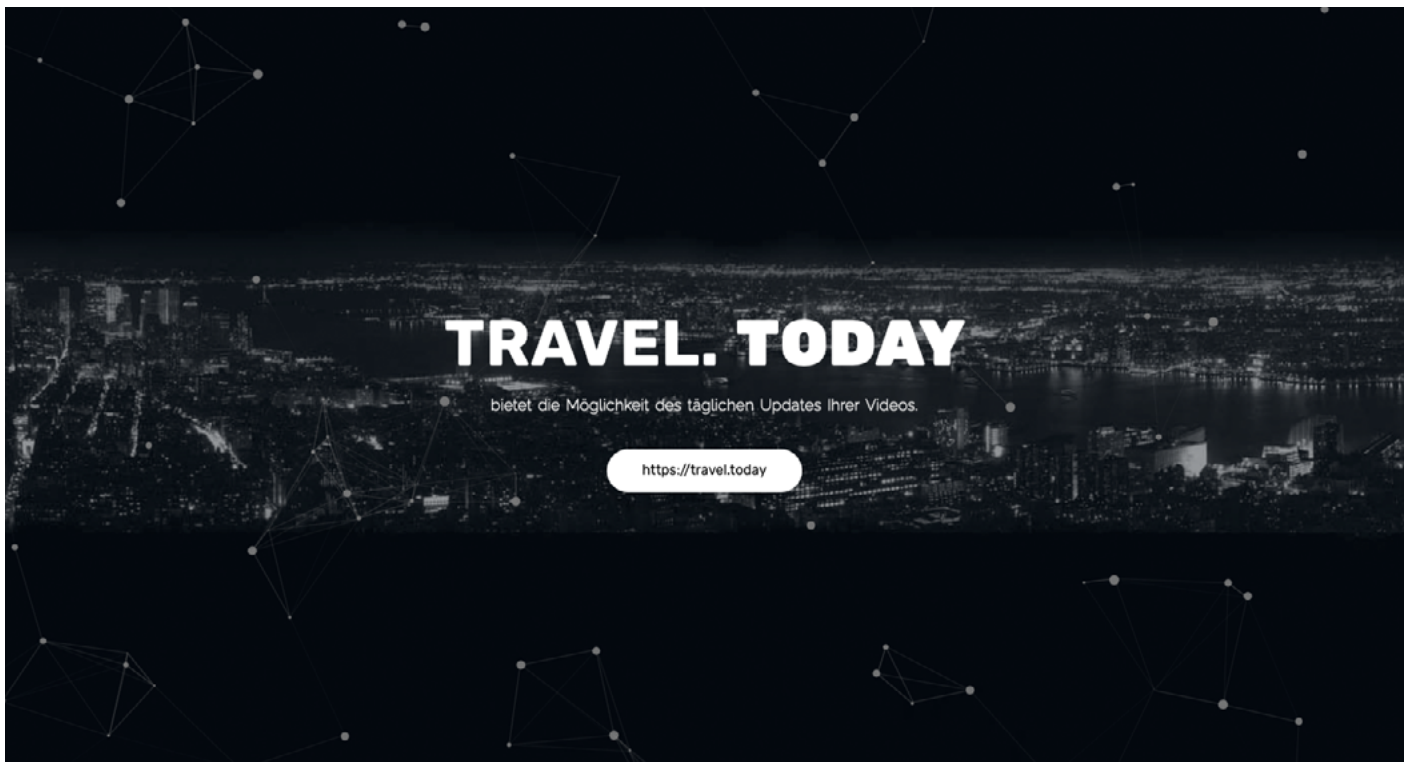 TRAVEL. TODAY
bietet die Möglichkeit des täglichen Updates Ihrer Videos.
https://travel.today